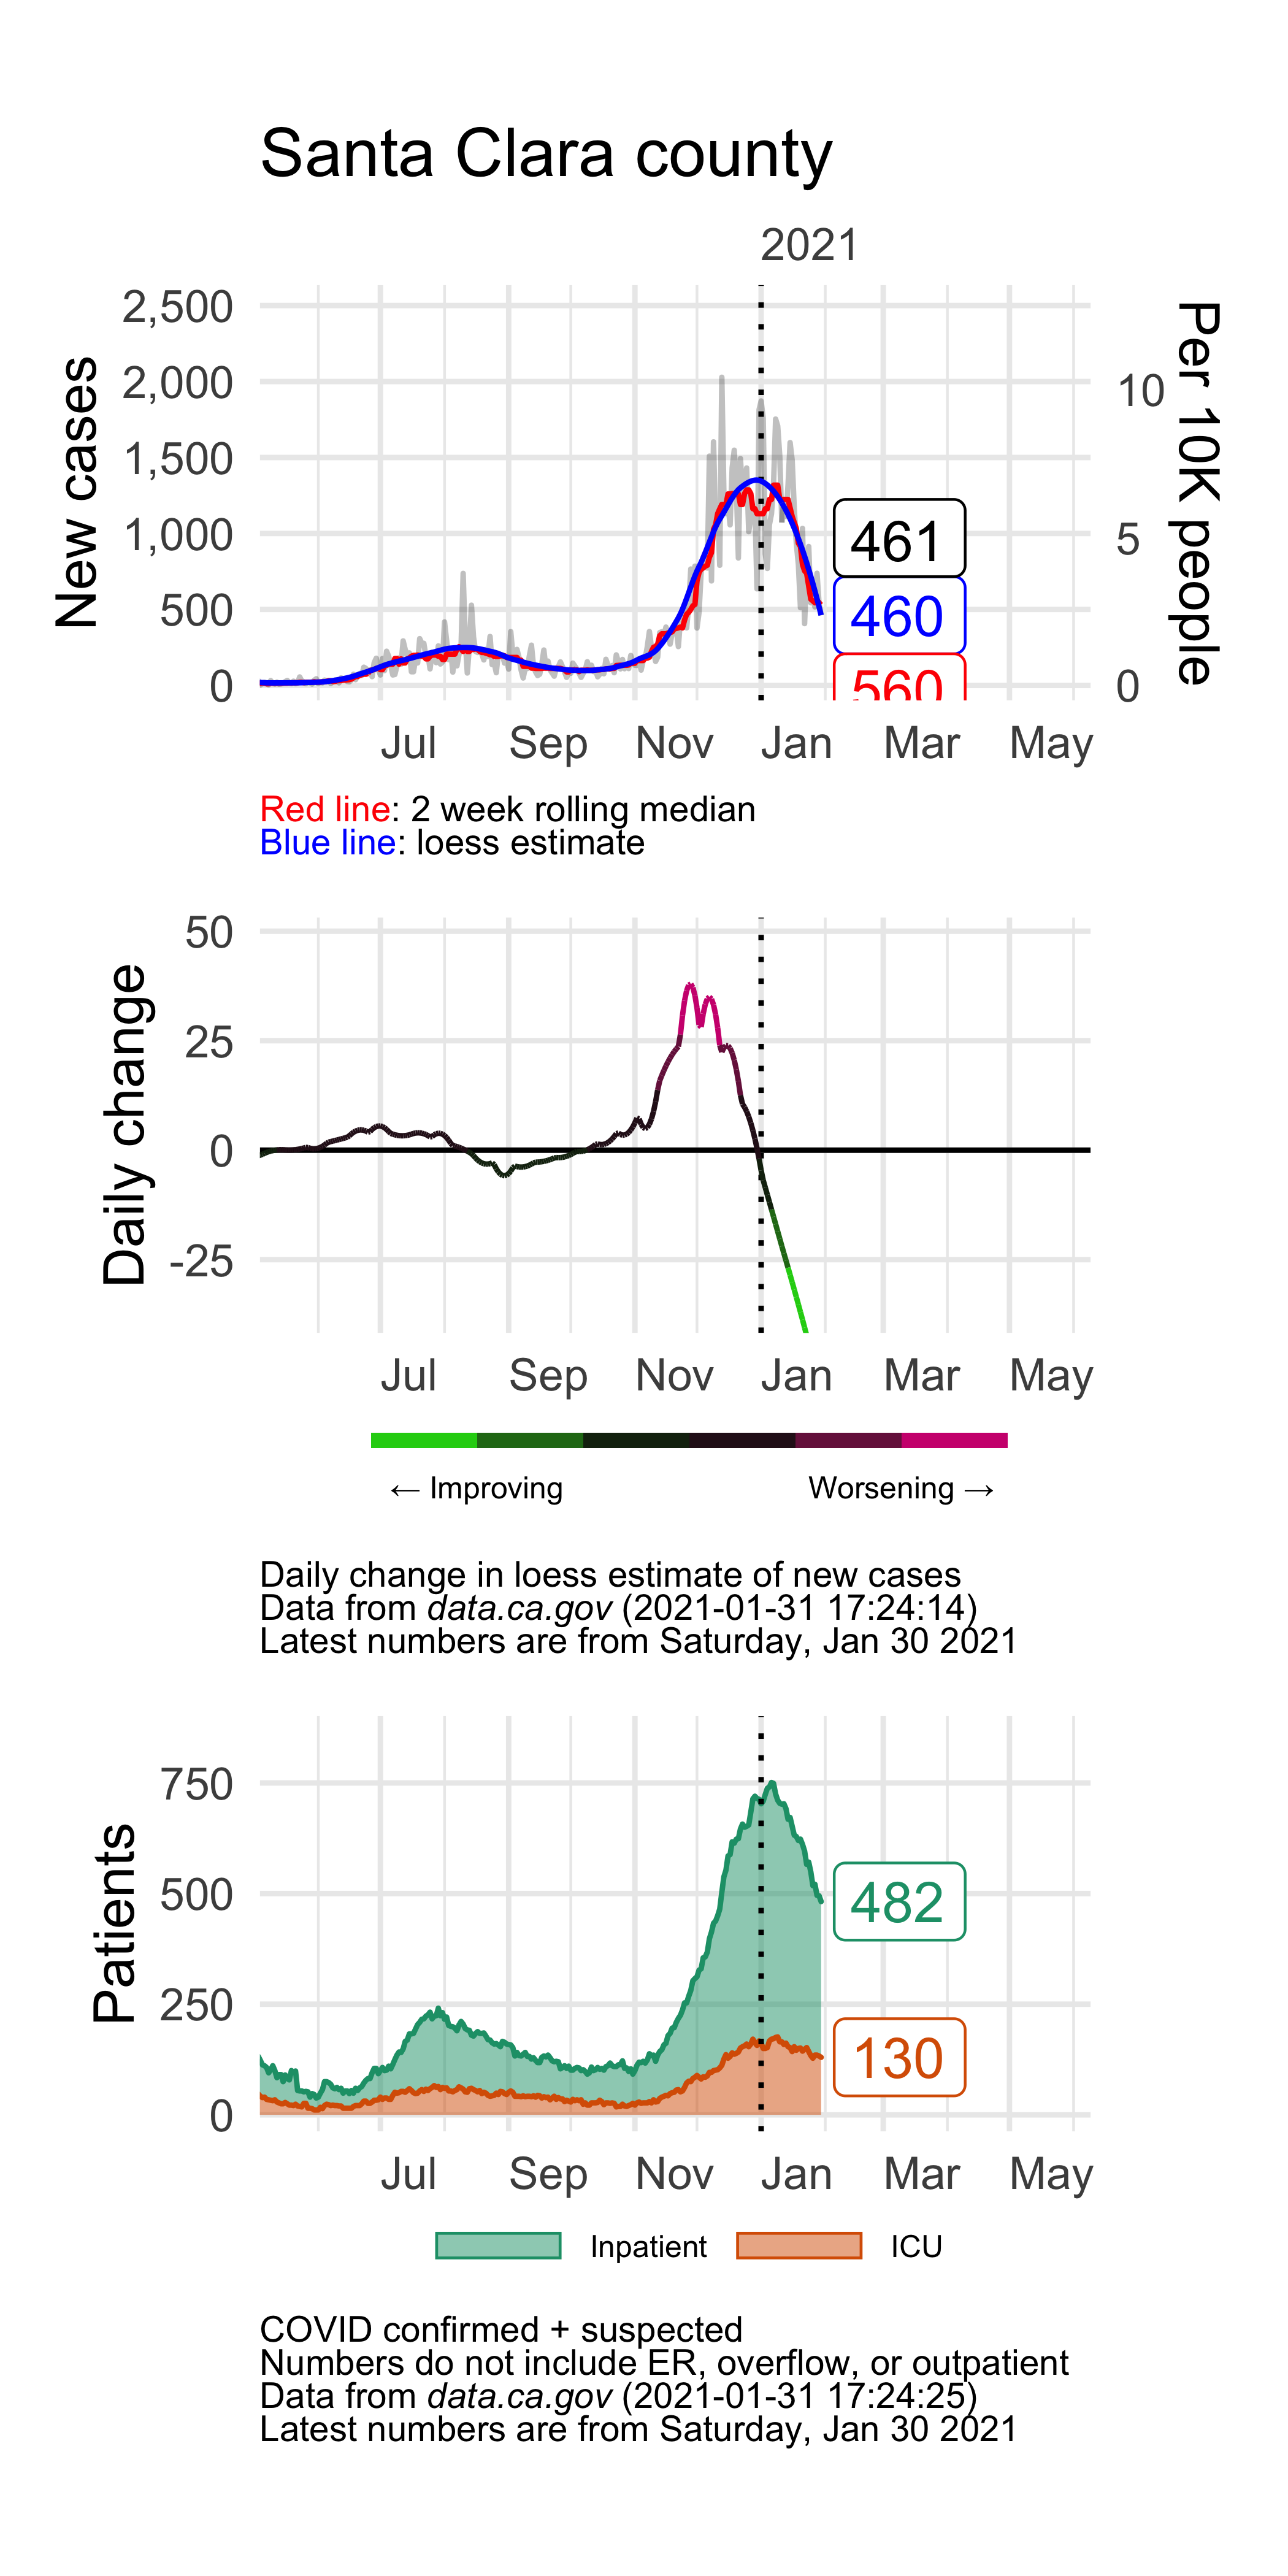 Santa Clara county
2021
2,500
2,000
1,500
1,000
500
0
New cases
10
5
0
Per 10K people
461
460
560
Jul Sep Nov Jan Mar May
Red line: 2 week rolling median
Blue line: loess estimate
50
25
0
-25
Daily change
Jul Sep Nov Jan Mar May
← Improving Worsening →
Daily change in loess estimate of new cases
Data from data.ca.gov (2021-01-31 17:24:14)
Latest numbers are from Saturday, Jan 30 2021
750
500
250
0
Patients
482
130
Jul Sep Nov Jan Mar May
Inpatient ICU
COVID confirmed + suspected
Numbers do not include ER, overflow, or outpatient
Data from data.ca.gov (2021-01-31 17:24:25)
Latest numbers are from Saturday, Jan 30 2021